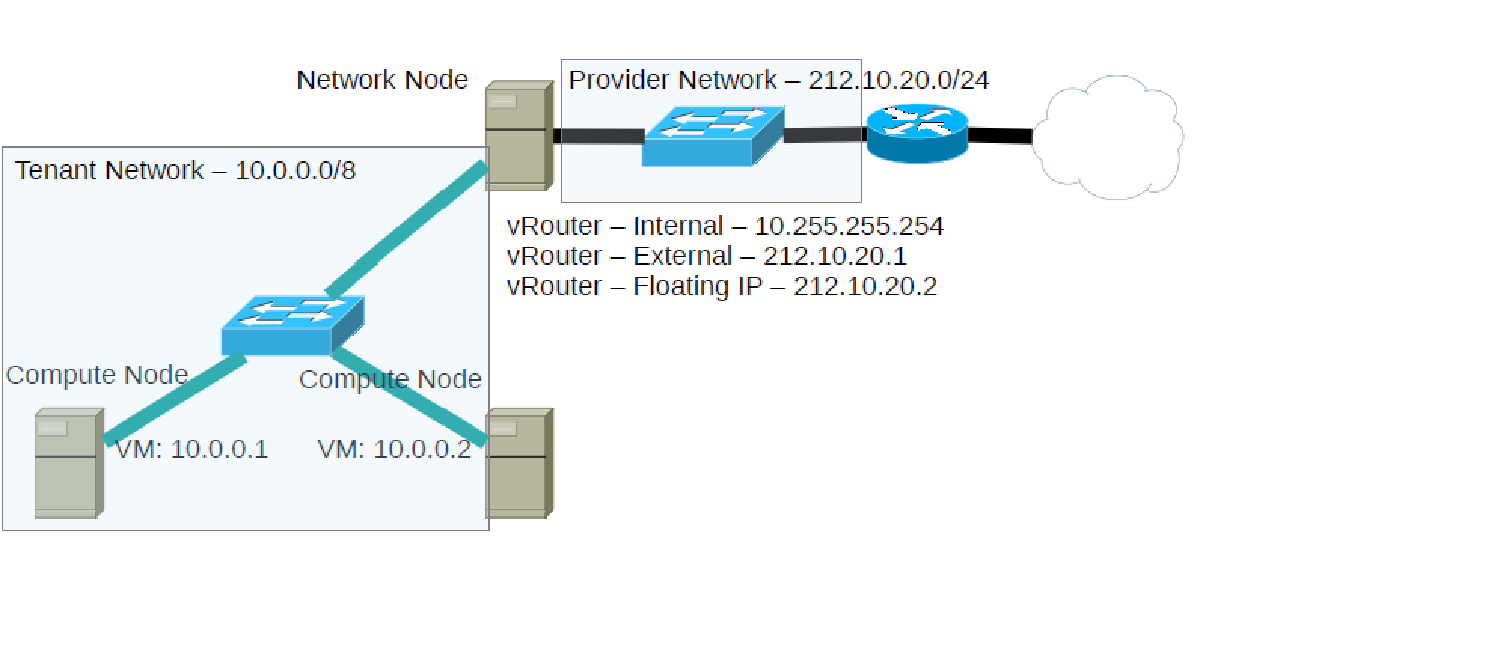 Network Node
Provider Network – 212.10.20.0/24
Tenant Network – 10.0.0.0/8
vRouter – Internal – 10.255.255.254
vRouter – External – 212.10.20.1
vRouter – Floating IP – 212.10.20.2
Compute Node
Compute Node
VM: 10.0.0.1
VM: 10.0.0.2